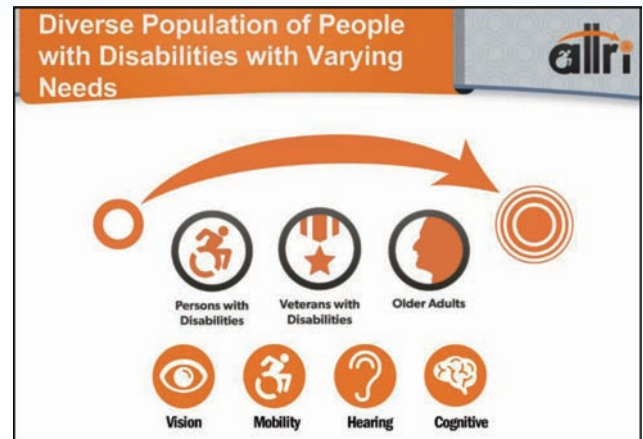 Diverse Population of People
with Disabilities with Varying
Needs
allri
Persons with
Disabilities
Veterans with
Disabilities
Older Adults
Vision
Mobility
Hearing
Cognitive